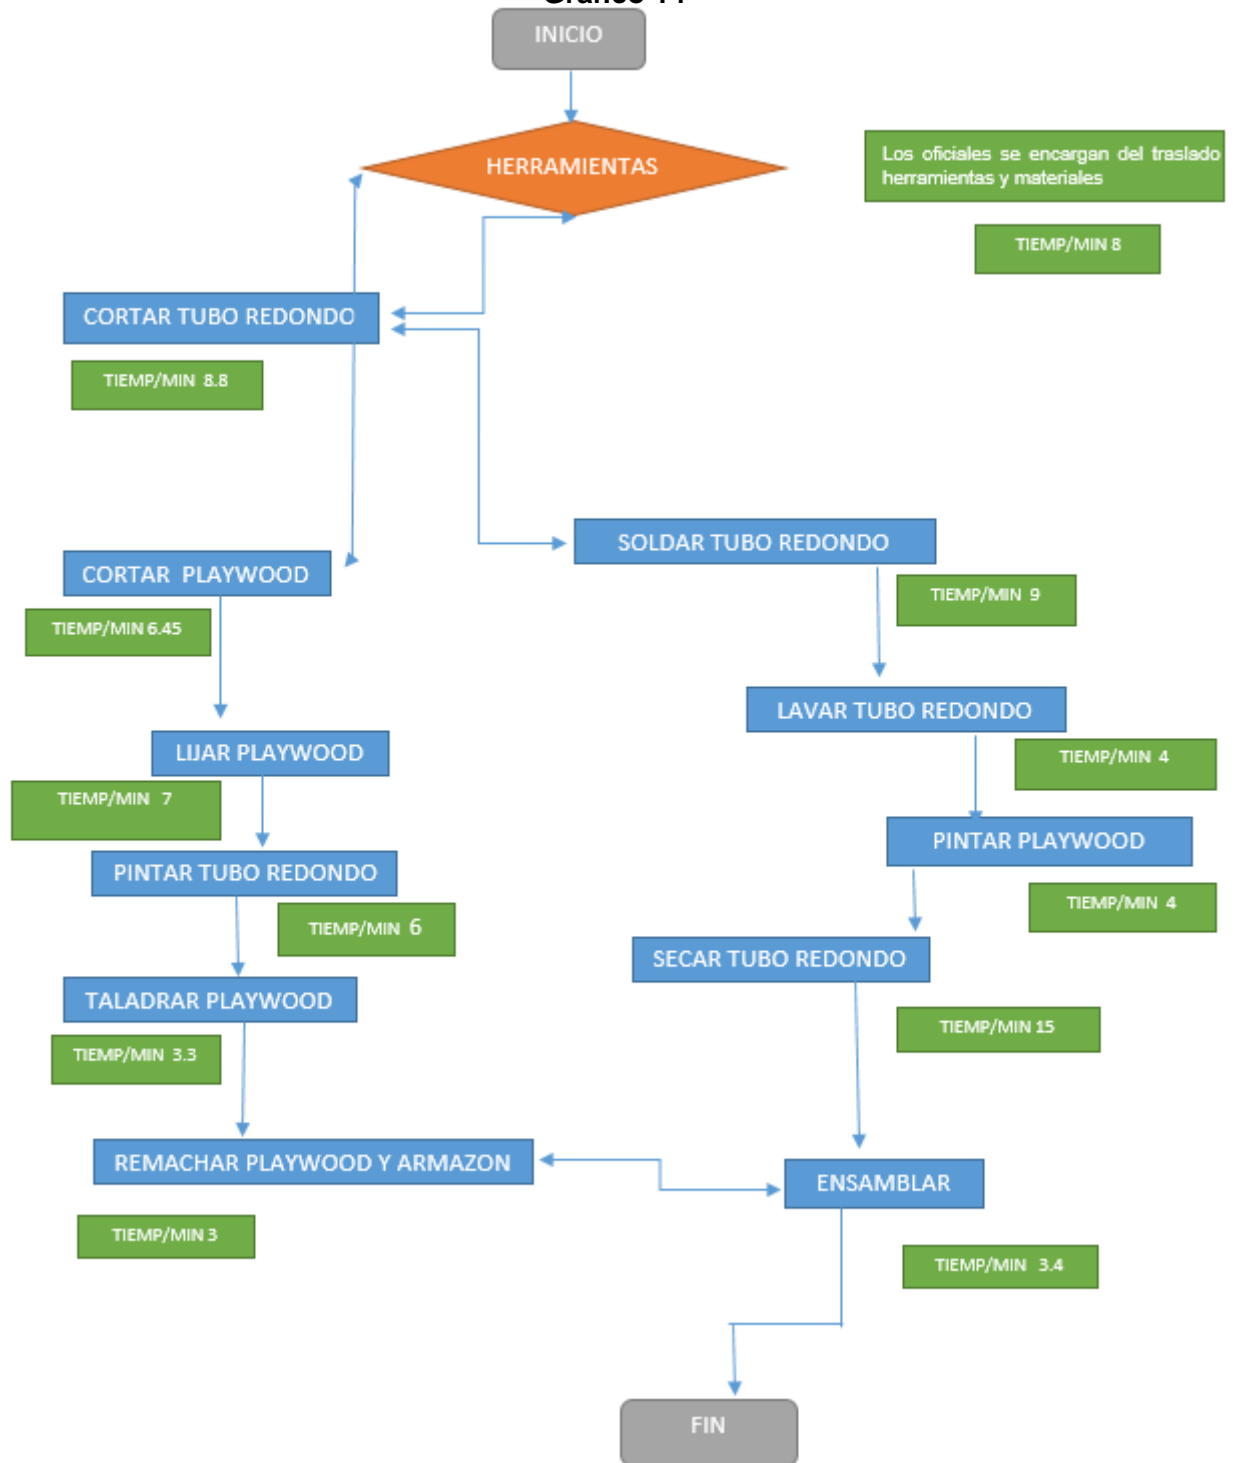 INICIO
HERRAMIENTAS
Los oficiales se encargan del traslado
herramientas y materiales
TIEMP/MIN 8
CORTAR TUBO REDONDO
TIEMP/MIN 8.8
SOLDAR TUBO REDONDO
CORTAR PLAYWOOD
TIEMP/MIN 9
TIEMP/MIN 6.45
LAVAR TUBO REDONDO
LIJAR PLAYWOOD
TIEMP/MIN 4
TIEMP/MIN 7
PINTAR PLAYWOOD
PINTAR TUBO REDONDO
TIEMP/MIN 4
TIEMP/MIN 6
SECAR TUBO REDONDO
TALADRAR PLAYWOOD
TIEMP/MIN 15
TIEMP/MIN 3.3
REMACHAR PLAYWOOD Y ARMAZON
ENSAMBLAR
TIEMP/MIN 3
TIEMP/MIN 3.4
FIN